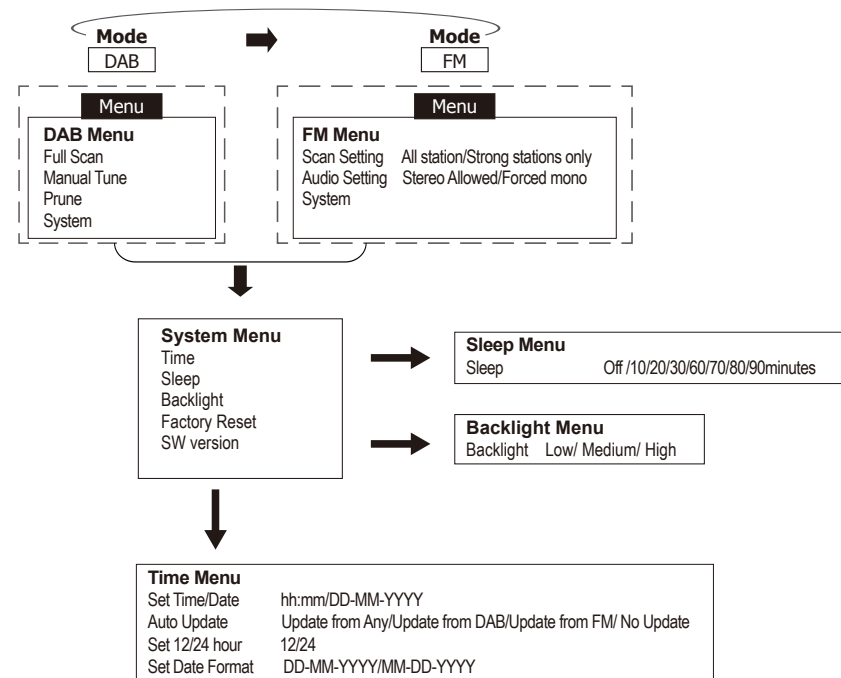 Mode
DAB
Mode
FM
Menu
DAB Menu
Full Scan
Manual Tune
Prune
System
Menu
FM Menu
Scan Setting All station/Strong stations only
Audio Setting Stereo Allowed/Forced mono
System
System Menu
Time
Sleep
Backlight
Factory Reset
SW version
Sleep Menu
Sleep Off /10/20/30/60/70/80/90minutes
Backlight Menu
Backlight Low/ Medium/ High
Time Menu
Set Time/Date hh:mm/DD-MM-YYYY
Auto Update Update from Any/Update from DAB/Update from FM/ No Update
Set 12/24 hour 12/24
Set Date Format DD-MM-YYYY/MM-DD-YYYY